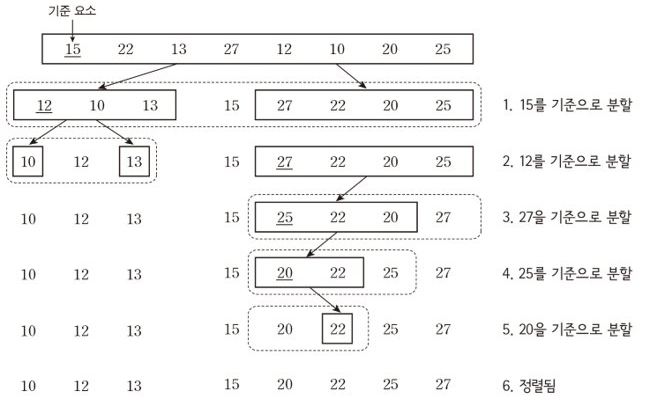 기준 요소
15 22 13 27 12 10 20 25
12 10 13 15 27 22 20 25 1. 15를 기준으로 분할
10 12 13 15 27 22 20 25 2. 12를 기준으로 분할
10 12 13 15 25 22 20 27 3. 27을 기준으로 분할
10 12 13 15 20 22 25 27 4. 25를 기준으로 분할
10 12 13 15 20 22 25 27 5. 20을 기준으로 분할
10 12 13 15 20 22 25 27 6. 정렬됨